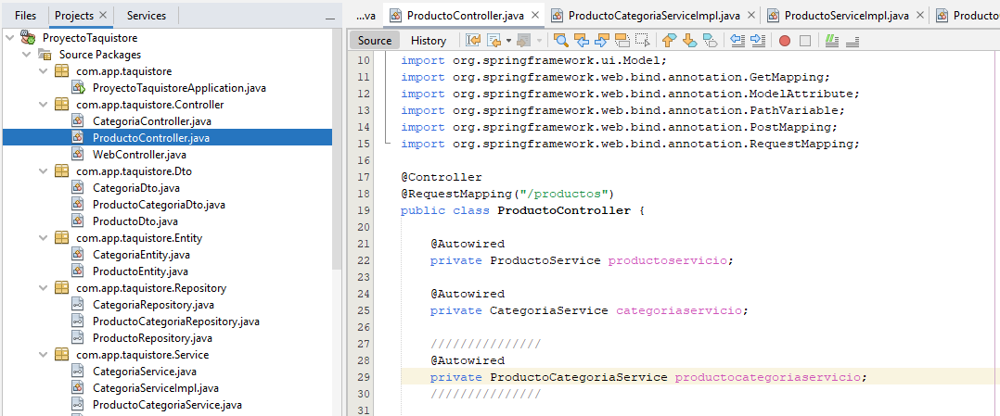 Files Projects Services
ProyectoTaquistore
Source Packages
com.app.taquistore
ProyectoTaquistoreApplication.java
com.app.taquistore.Controller
CategoriaController.java
ProductoController.java
WebController.java
com.app.taquistore.Dto
CategoriaDto.java
ProductoCategoriaDto.java
ProductoDto.java
com.app.taquistore.Entity
CategoriaEntity.java
ProductoEntity.java
com.app.taquistore.Repository
CategoriaRepository.java
ProductoCategoriaRepository.java
ProductoRepository.java
com.app.taquistore.Service
CategoriaService.java
CategoriaServiceImpl.java
ProductoCategoriaService.java
...va ProductoController.java ProductoCategoriaServiceImpl.java ProductoServiceImpl.java Producto
Source History
10 import org.springframework.ui.Model;
11 import org.springframework.web.bind.annotation.GetMapping;
12 import org.springframework.web.bind.annotation.ModelAttribute;
13 import org.springframework.web.bind.annotation.PathVariable;
14 import org.springframework.web.bind.annotation.PostMapping;
15 import org.springframework.web.bind.annotation.RequestMapping;
16
17 @Controller
18 @RequestMapping("/productos")
19 public class ProductoController {
20
21 @Autowired
22 private ProductoService productoservicio;
23
24 @Autowired
25 private CategoriaService categoriaservicio;
26
27 ///////////////
28 @Autowired
29 private ProductoCategoriaService productocategoriaservicio;
30 ///////////////
31